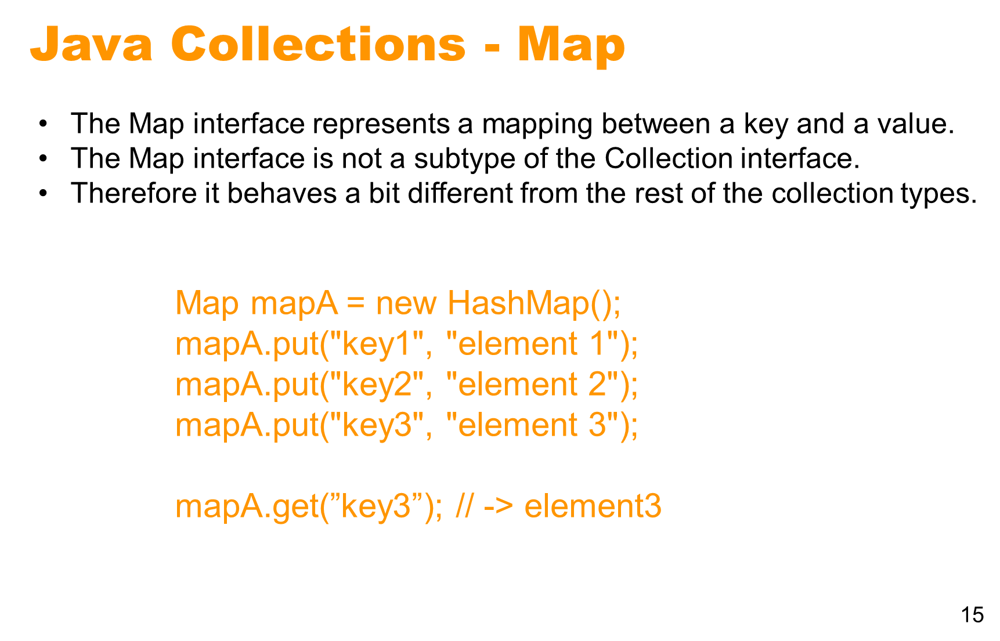 Java Collections - Map
• The Map interface represents a mapping between a key and a value.
• The Map interface is not a subtype of the Collection interface.
• Therefore it behaves a bit different from the rest of the collection types.
Map mapA = new HashMap();
mapA.put("key1", "element 1");
mapA.put("key2", "element 2");
mapA.put("key3", "element 3");
mapA.get(”key3”); // -> element3
15